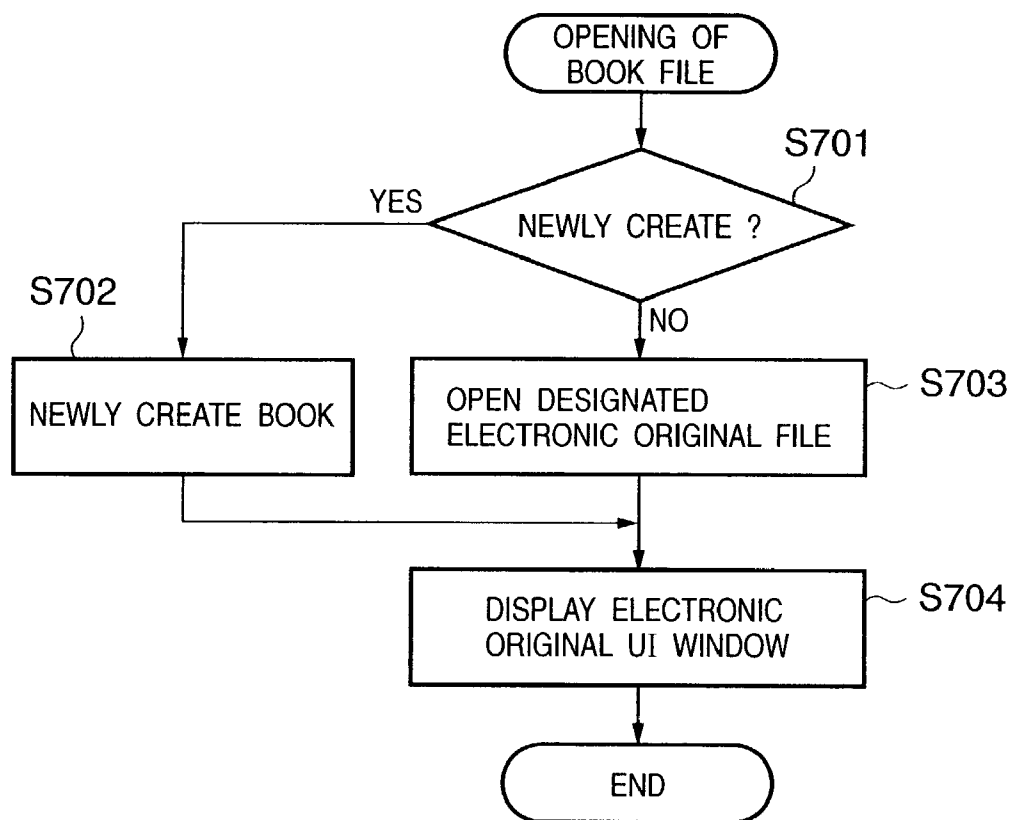 OPENING OF
BOOK FILE
S701
YES
NEWLY CREATE ?
S702
NO
NEWLY CREATE BOOK
OPEN DESIGNATED
ELECTRONIC ORIGINAL FILE
S703
DISPLAY ELECTRONIC
ORIGINAL UI WINDOW
S704
END